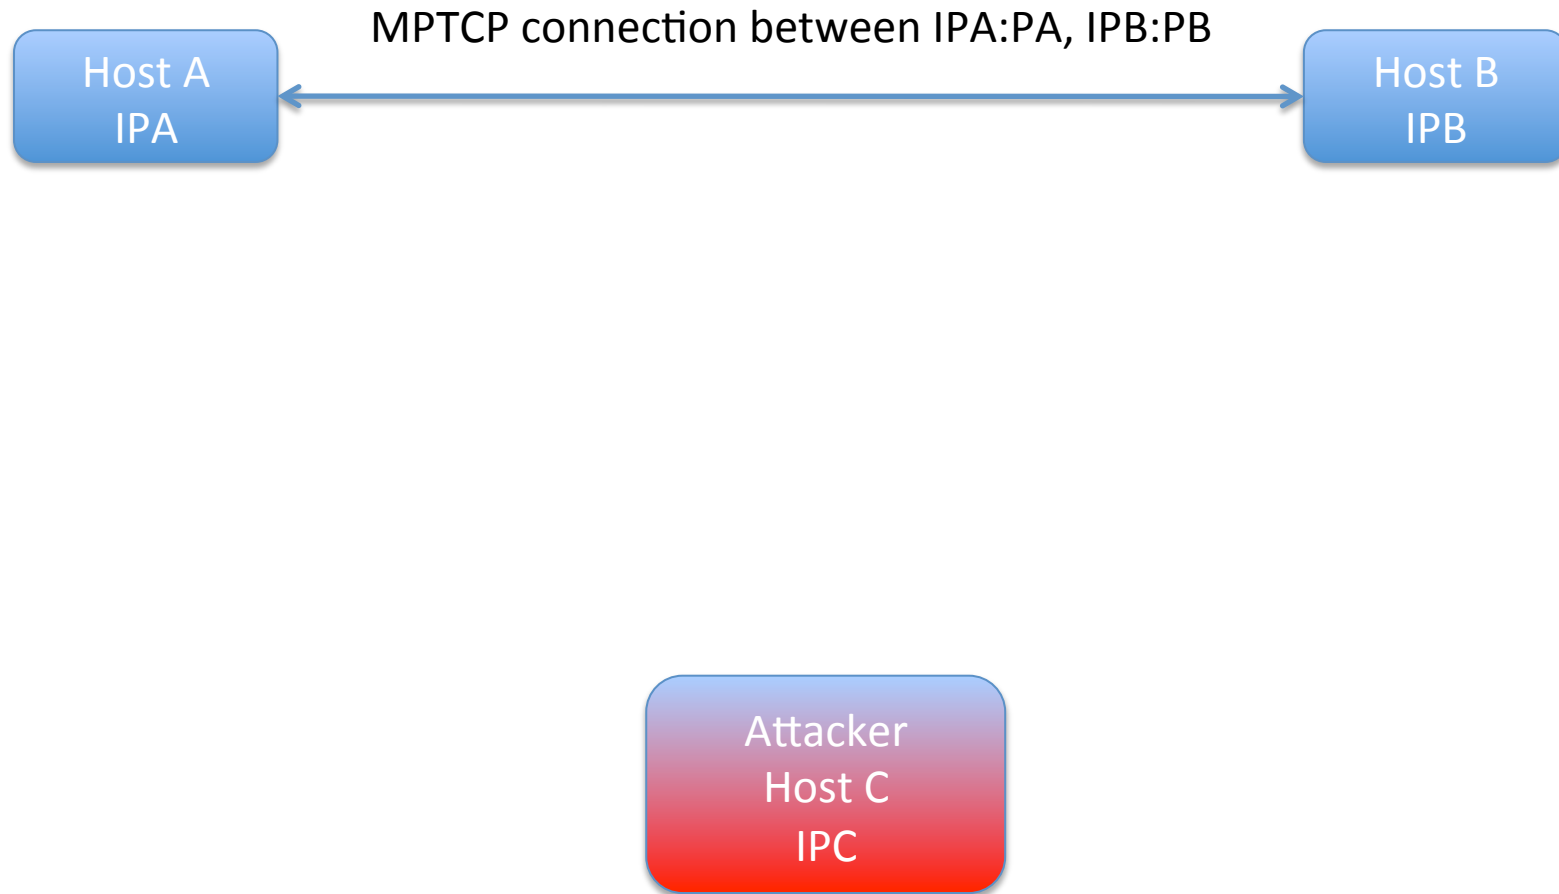 MPTCP connection between IPA:PA, IPB:PB
Host A
IPA
Host B
IPB
Attacker
Host C
IPC